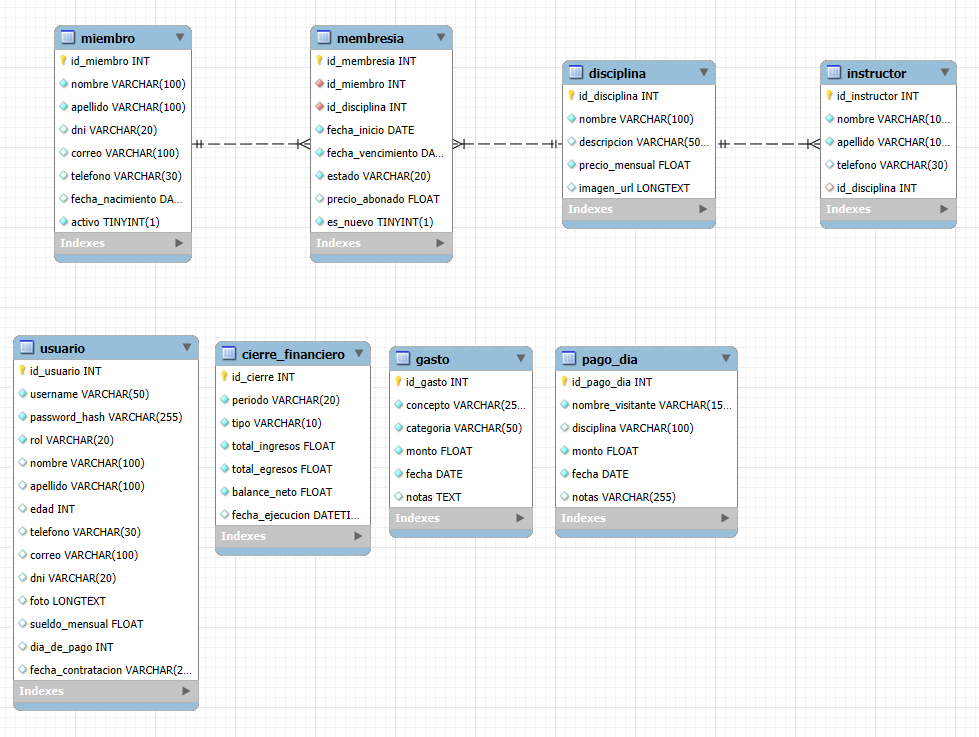 miembro
id_miembro INT
nombre VARCHAR(100)
apellido VARCHAR(100)
dni VARCHAR(20)
correo VARCHAR(100)
telefono VARCHAR(30)
fecha_nacimiento DA...
activo TINYINT(1)
Indexes
membresia
id_membresia INT
id_miembro INT
id_disciplina INT
fecha_inicio DATE
fecha_vencimiento DA...
estado VARCHAR(20)
precio_abonado FLOAT
es_nuevo TINYINT(1)
Indexes
disciplina
id_disciplina INT
nombre VARCHAR(100)
descripcion VARCHAR(50...
precio_mensual FLOAT
imagen_url LONGTEXT
Indexes
instructor
id_instructor INT
nombre VARCHAR(10...
apellido VARCHAR(10...
telefono VARCHAR(30)
id_disciplina INT
Indexes
usuario
id_usuario INT
username VARCHAR(50)
password_hash VARCHAR(255)
rol VARCHAR(20)
nombre VARCHAR(100)
apellido VARCHAR(100)
edad INT
telefono VARCHAR(30)
correo VARCHAR(100)
dni VARCHAR(20)
foto LONGTEXT
sueldo_mensual FLOAT
dia_de_pago INT
fecha_contratacion VARCHAR(2...
Indexes
cierre_financiero
id_cierre INT
periodo VARCHAR(20)
tipo VARCHAR(10)
total_ingresos FLOAT
total_egresos FLOAT
balance_neto FLOAT
fecha_ejecucion DATETI...
Indexes
gasto
id_gasto INT
concepto VARCHAR(25...
categoria VARCHAR(50)
monto FLOAT
fecha DATE
notas TEXT
Indexes
pago_dia
id_pago_dia INT
nombre_visitante VARCHAR(15...
disciplina VARCHAR(100)
monto FLOAT
fecha DATE
notas VARCHAR(255)
Indexes